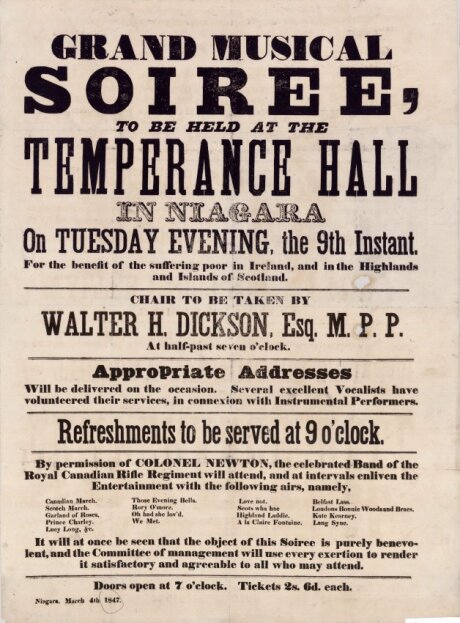 GRAND MUSICAL
SOIREE,
TO BE HELD AT THE
TEMPERANCE HALL
IN NIAGARA
On TUESDAY EVENING, the 9th Instant.
For the benefit of the suffering poor in Ireland, and in the Highlands
and Islands of Scotland.
CHAIR TO BE TAKEN BY
WALTER H. DICKSON, Esq. M. P. P.
At half-past seven o'clock.
Appropriate Addresses
Will be delivered on the occasion. Several excellent Vocalists have
volunteered their services, in connexion with Instrumental Performers.
Refreshments to be served at 9 o'clock.
By permission of COLONEL NEWTON, the celebrated Band of the
Royal Canadian Rifle Regiment will attend, and at intervals enliven the
Entertainment with the following airs, namely,
Canadian March. Those Evening Bells. Love not. Belfast Lass.
Scotch March. Rory O'more. Scots wha hae Londons Bonnie Woods and Braes.
Garland of Roses. Oh had she lov'd. Highland Laddie. Kate Kearney.
Prince Charley. We Met. A la Claire Fontaine. Lang Syne.
Lucy Long, &c.
It will at once be seen that the object of this Soiree is purely benevo-
lent, and the Committee of management will use every exertion to render
it satisfactory and agreeable to all who may attend.
Doors open at 7 o'clock. Tickets 2s. 6d. each.
Niagara, March 4th 1847.